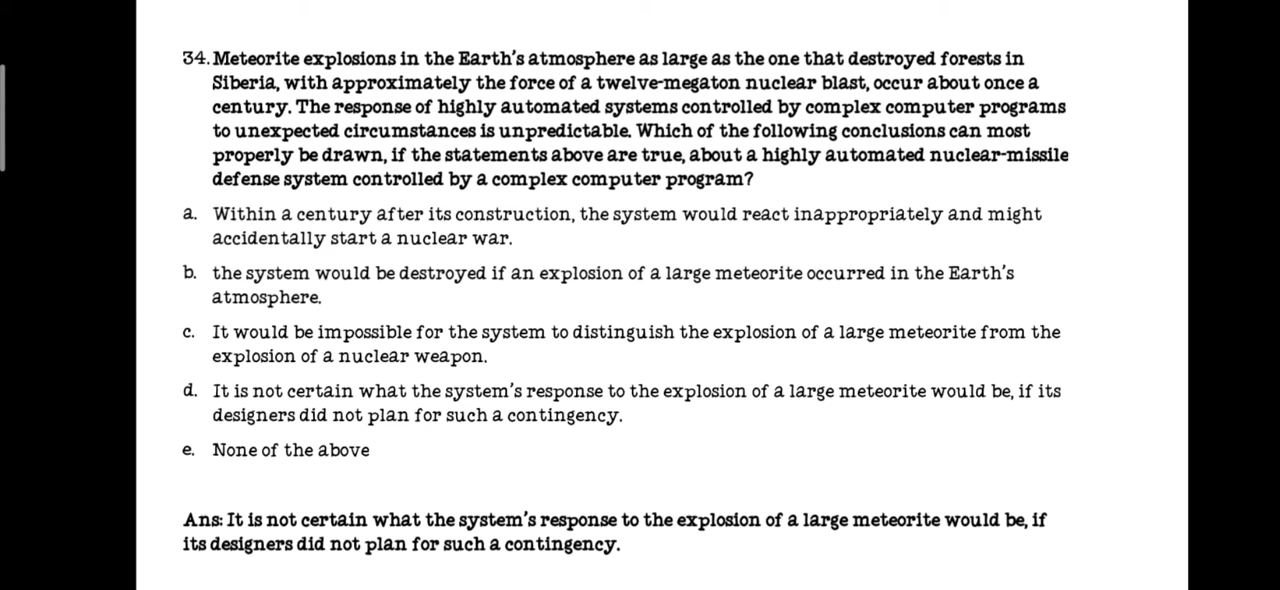 34. Meteorite explosions in the Earth's atmosphere as large as the one that destroyed forests in
Siberia, with approximately the force of a twelve-megaton nuclear blast, occur about once a
century. The response of highly automated systems controlled by complex computer programs
to unexpected circumstances is unpredictable. Which of the following conclusions can most
properly be drawn, if the statements above are true, about a highly automated nuclear-missile
defense system controlled by a complex computer program?
a. Within a century after its construction, the system would react inappropriately and might
accidentally start a nuclear war.
b. the system would be destroyed if an explosion of a large meteorite occurred in the Earth's
atmosphere.
c. It would be impossible for the system to distinguish the explosion of a large meteorite from the
explosion of a nuclear weapon.
d. It is not certain what the system's response to the explosion of a large meteorite would be, if its
designers did not plan for such a contingency.
e. None of the above
Ans: It is not certain what the system's response to the explosion of a large meteorite would be, if
its designers did not plan for such a contingency.